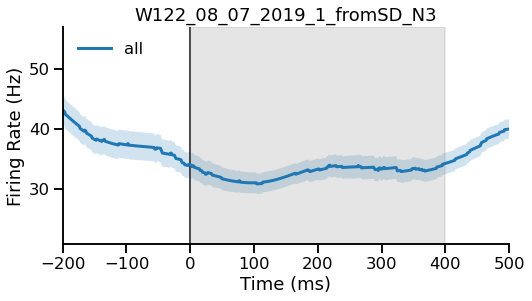 W122_08_07_2019_1_fromSD_N3
all
Firing Rate (Hz)
50
40
30
−200 −100 0 100 200 300 400 500
Time (ms)